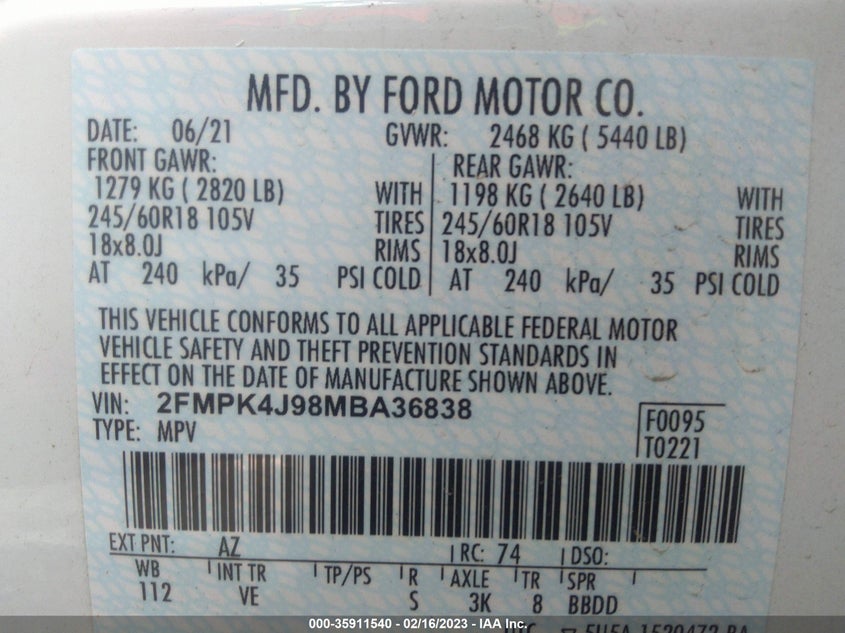 MFD. BY FORD MOTOR CO.
DATE: 06/21 GVWR: 2468 KG ( 5440 LB)
FRONT GAWR: REAR GAWR:
1279 KG ( 2820 LB) WITH 1198 KG ( 2640 LB) WITH
245/60R18 105V TIRES 245/60R18 105V TIRES
18x8.0J RIMS 18x8.0J RIMS
AT 240 kPa/ 35 PSI COLD AT 240 kPa/ 35 PSI COLD
THIS VEHICLE CONFORMS TO ALL APPLICABLE FEDERAL MOTOR
VEHICLE SAFETY AND THEFT PREVENTION STANDARDS IN
EFFECT ON THE DATE OF MANUFACTURE SHOWN ABOVE.
VIN: 2FMPK4J98MBA36838
TYPE: MPV
F0095
T0221
EXT PNT: AZ RC: 74 DSO:
WB INT TR TP/PS R AXLE TR SPR
112 VE S 3K 8 BBDD
000-35911540 - 02/16/2023 - IAA Inc.